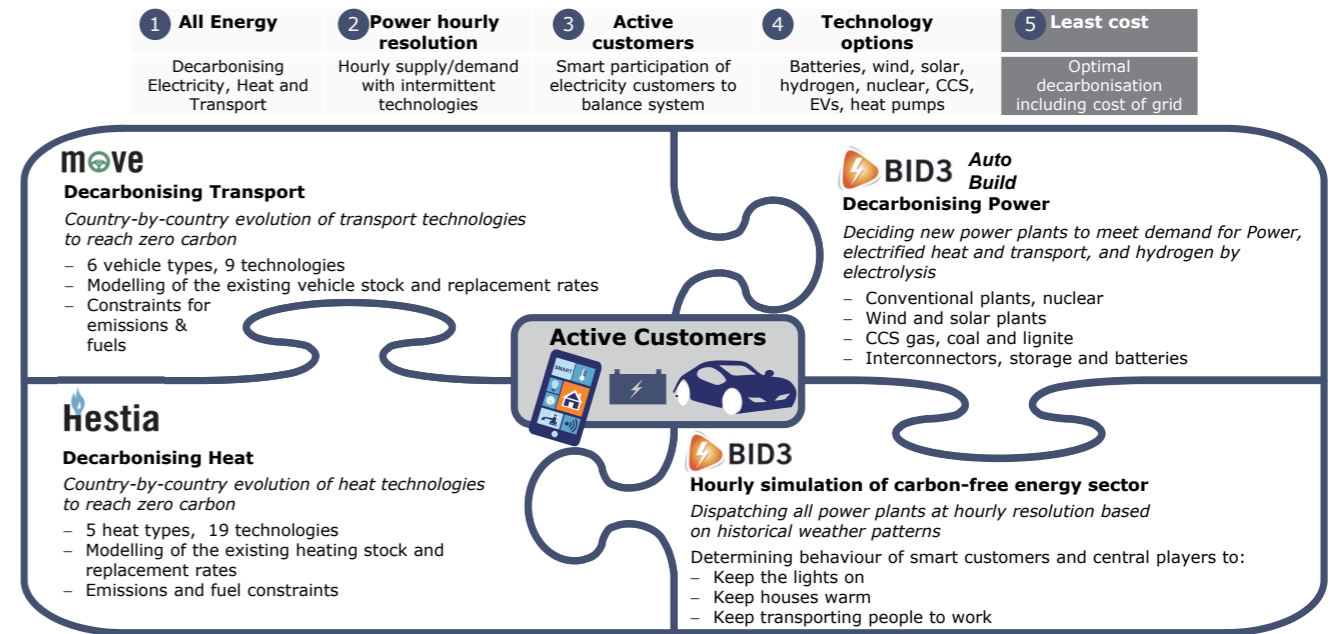 1 All Energy
Decarbonising
Electricity, Heat and
Transport
2 Power hourly
resolution
Hourly supply/demand
with intermittent
technologies
3 Active
customers
Smart participation of
electricity customers to
balance system
4 Technology
options
Batteries, wind, solar,
hydrogen, nuclear, CCS,
EVs, heat pumps
5 Least cost
Optimal
decarbonisation
including cost of grid
move
Decarbonising Transport
Country-by-country evolution of transport technologies
to reach zero carbon
– 6 vehicle types, 9 technologies
– Modelling of the existing vehicle stock and replacement rates
– Constraints for
emissions &
fuels
BID3 Auto
Build
Decarbonising Power
Deciding new power plants to meet demand for Power,
electrified heat and transport, and hydrogen by
electrolysis
– Conventional plants, nuclear
– Wind and solar plants
– CCS gas, coal and lignite
– Interconnectors, storage and batteries
Active Customers
SMART
hestia
Decarbonising Heat
Country-by-country evolution of heat technologies
to reach zero carbon
– 5 heat types, 19 technologies
– Modelling of the existing heating stock and
replacement rates
– Emissions and fuel constraints
BID3
Hourly simulation of carbon-free energy sector
Dispatching all power plants at hourly resolution based
on historical weather patterns
Determining behaviour of smart customers and central players to:
– Keep the lights on
– Keep houses warm
– Keep transporting people to work